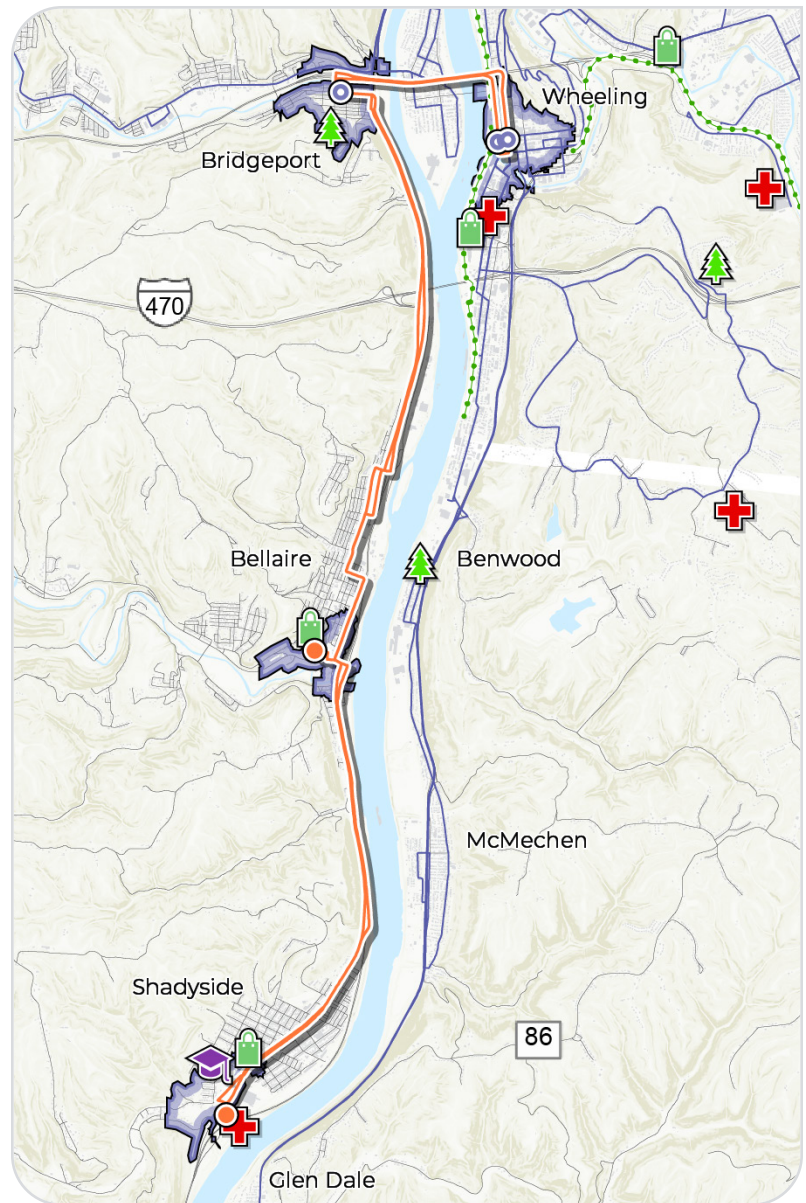 Wheeling
Bridgeport
470
Bellaire
Benwood
McMechen
Shadyside
86
Glen Dale